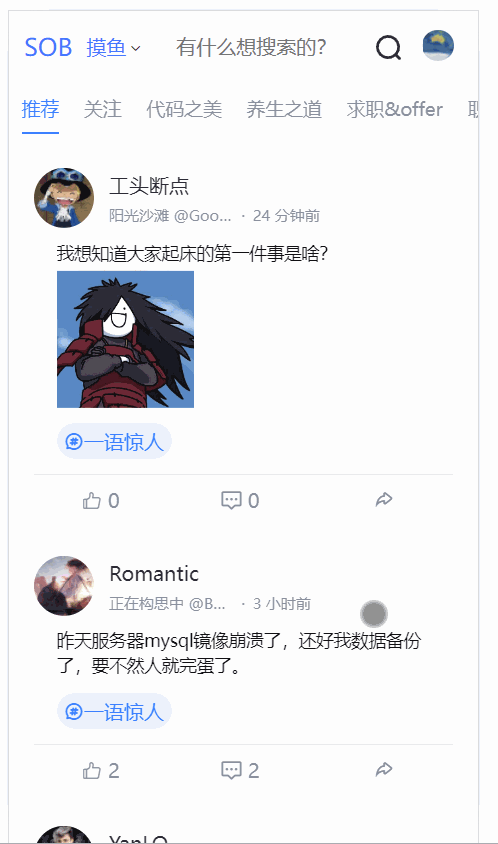 SOB 摸鱼 有什么想搜索的?
推荐 关注 代码之美 养生之道 求职&offer
工头断点
阳光沙滩 @Goo... · 24 分钟前
我想知道大家起床的第一件事是啥?
一语惊人
0 0
Romantic
正在构思中 @B... · 3 小时前
昨天服务器mysql镜像崩溃了，还好我数据备份
了，要不然人就完蛋了。
一语惊人
2 2